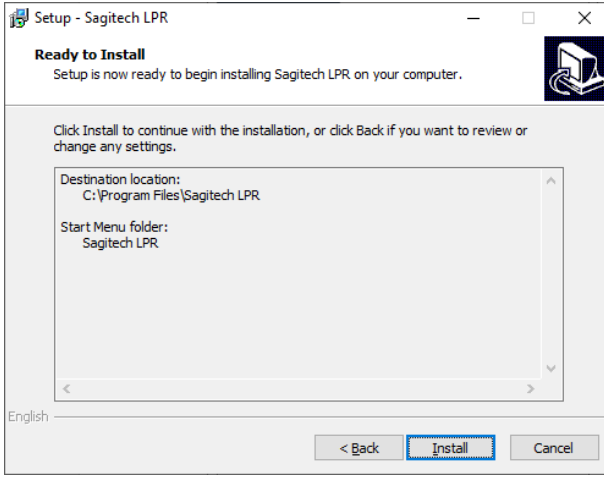 Setup - Sagitech LPR
Ready to Install
Setup is now ready to begin installing Sagitech LPR on your computer.
Click Install to continue with the installation, or click Back if you want to review or
change any settings.
Destination location:
C:\Program Files\Sagitech LPR
Start Menu folder:
Sagitech LPR
English
< Back
Install
Cancel